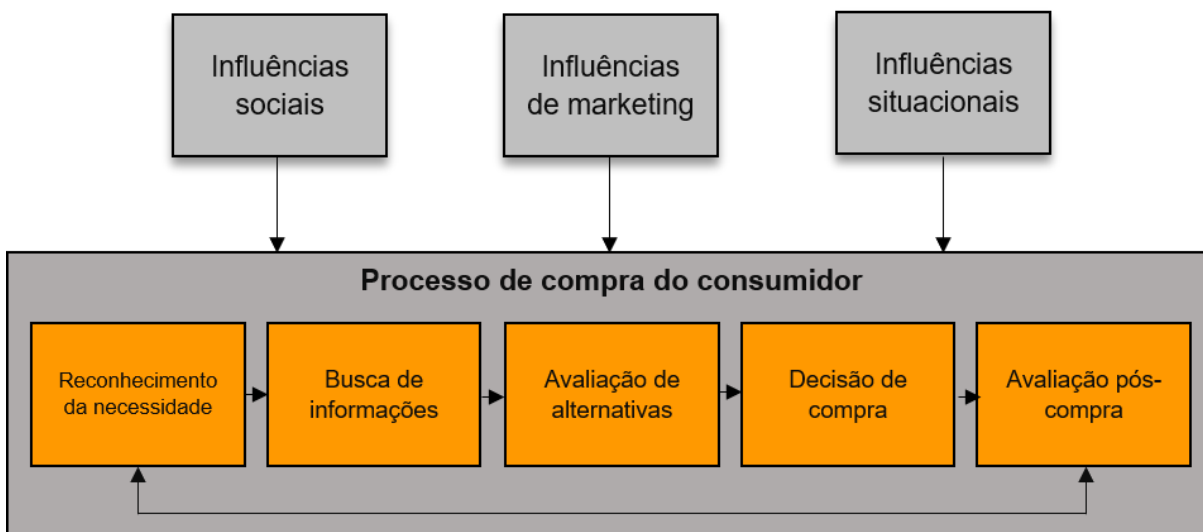 Influências
sociais
Influências
de marketing
Influências
situacionais
Processo de compra do consumidor
Reconhecimento
da necessidade
Busca de
informações
Avaliação de
alternativas
Decisão de
compra
Avaliação pós-
compra